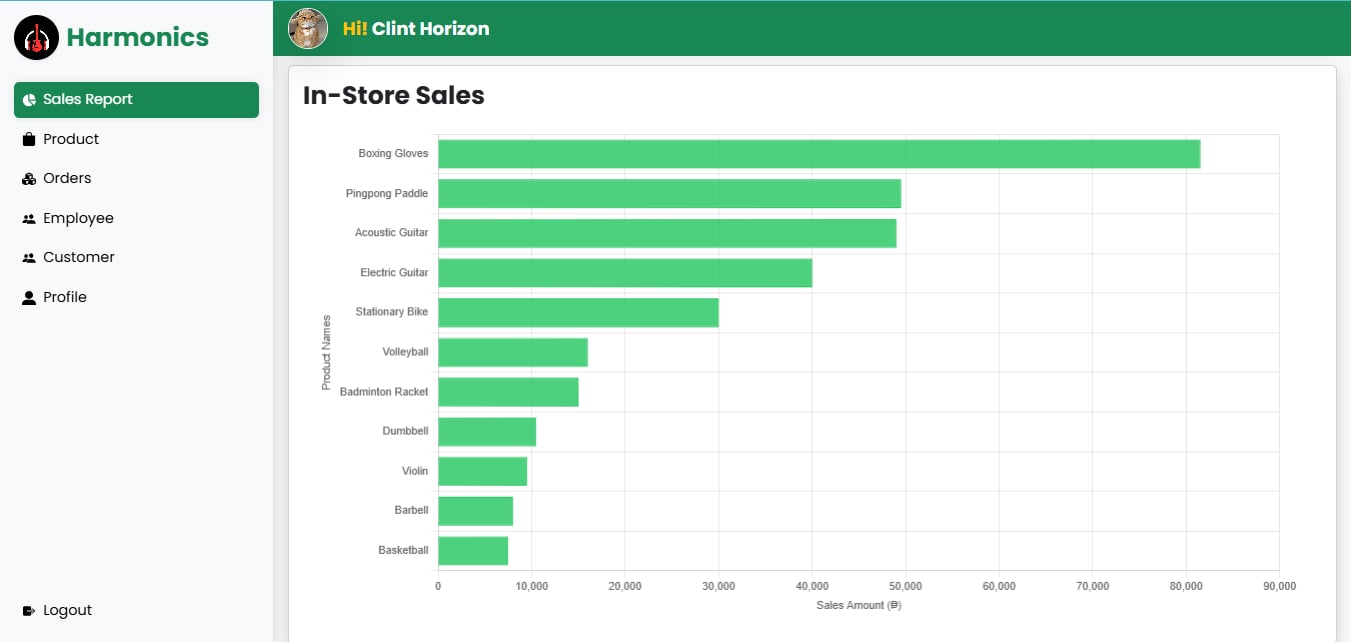 Harmonics
Hi! Clint Horizon
Sales Report
Product
Orders
Employee
Customer
Profile
Logout
In-Store Sales
Product Names
Boxing Gloves
Pingpong Paddle
Acoustic Guitar
Electric Guitar
Stationary Bike
Volleyball
Badminton Racket
Dumbbell
Violin
Barbell
Basketball
0 10,000 20,000 30,000 40,000 50,000 60,000 70,000 80,000 90,000
Sales Amount (₱)